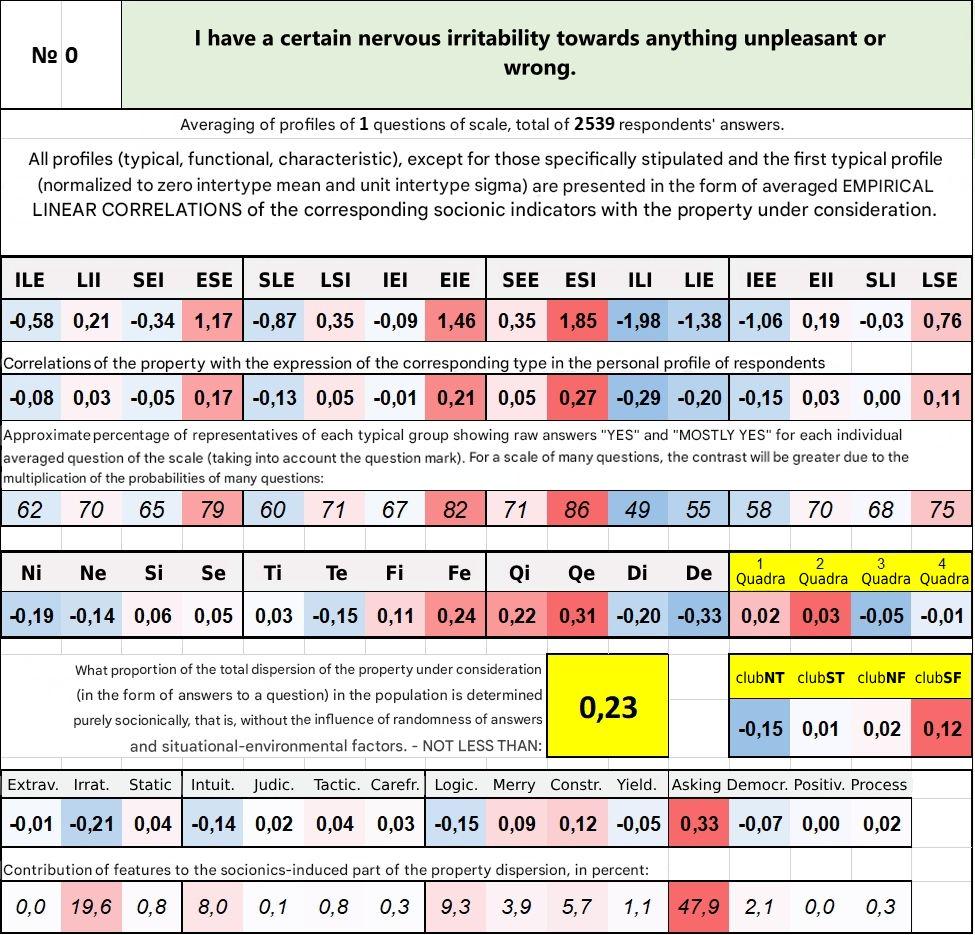 № 0
I have a certain nervous irritability towards anything unpleasant or
wrong.
Averaging of profiles of 1 questions of scale, total of 2539 respondents' answers.
All profiles (typical, functional, characteristic), except for those specifically stipulated and the first typical profile
(normalized to zero intertype mean and unit intertype sigma) are presented in the form of averaged EMPIRICAL
LINEAR CORRELATIONS of the corresponding socionic indicators with the property under consideration.
ILE LII SEI ESE SLE LSI IEI EIE SEE ESI ILI LIE IEE EII SLI LSE
-0,58 0,21 -0,34 1,17 -0,87 0,35 -0,09 1,46 0,35 1,85 -1,98 -1,38 -1,06 0,19 -0,03 0,76
Correlations of the property with the expression of the corresponding type in the personal profile of respondents
-0,08 0,03 -0,05 0,17 -0,13 0,05 -0,01 0,21 0,05 0,27 -0,29 -0,20 -0,15 0,03 0,00 0,11
Approximate percentage of representatives of each typical group showing raw answers "YES" and "MOSTLY YES" for each individual
averaged question of the scale (taking into account the question mark). For a scale of many questions, the contrast will be greater due to the
multiplication of the probabilities of many questions:
62 70 65 79 60 71 67 82 71 86 49 55 58 70 68 75
Ni Ne Si Se Ti Te Fi Fe Qi Qe Di De 1 Quadra 2 Quadra 3 Quadra 4 Quadra
-0,19 -0,14 0,06 0,05 0,03 -0,15 0,11 0,24 0,22 0,31 -0,20 -0,33 0,02 0,03 -0,05 -0,01
What proportion of the total dispersion of the property under consideration
(in the form of answers to a question) in the population is determined
purely socionically, that is, without the influence of randomness of answers
and situational-environmental factors. - NOT LESS THAN:
0,23
clubNT clubST clubNF clubSF
-0,15 0,01 0,02 0,12
Extrav. Irrat. Static Intuit. Judic. Tactic. Carefr. Logic. Merry Constr. Yield. Asking Democr. Positiv. Process
-0,01 -0,21 0,04 -0,14 0,02 0,04 0,03 -0,15 0,09 0,12 -0,05 0,33 -0,07 0,00 0,02
Contribution of features to the socionics-induced part of the property dispersion, in percent:
0,0 19,6 0,8 8,0 0,1 0,8 0,3 9,3 3,9 5,7 1,1 47,9 2,1 0,0 0,3